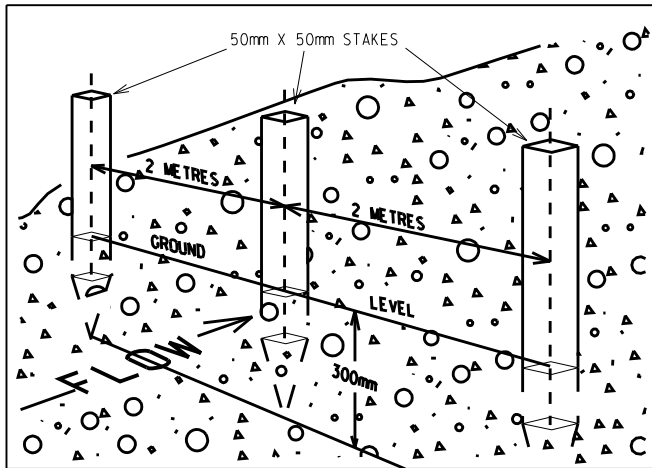 50mm X 50mm STAKES
2 METRES
2 METRES
GROUND LEVEL
FLOW
300mm